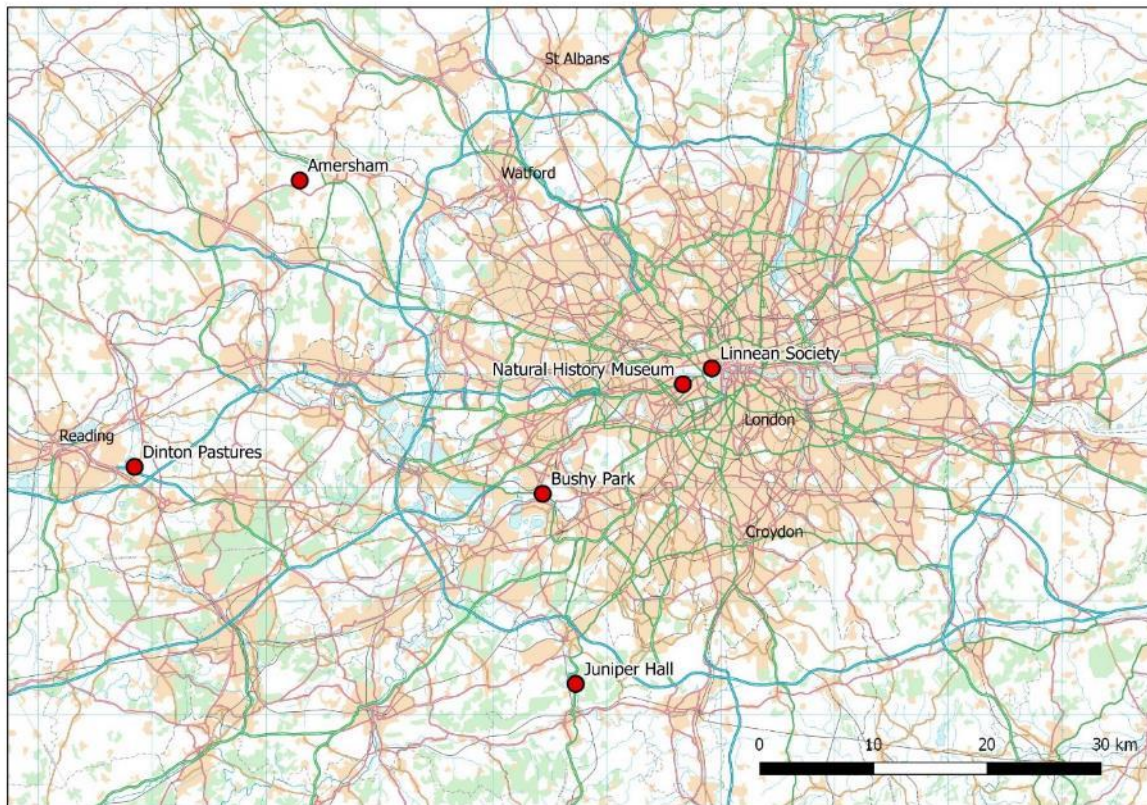 St Albans
Amersham
Watford
Linnean Society
Natural History Museum
London
Reading
Dinton Pastures
Bushy Park
Croydon
Juniper Hall
0 10 20 30 km